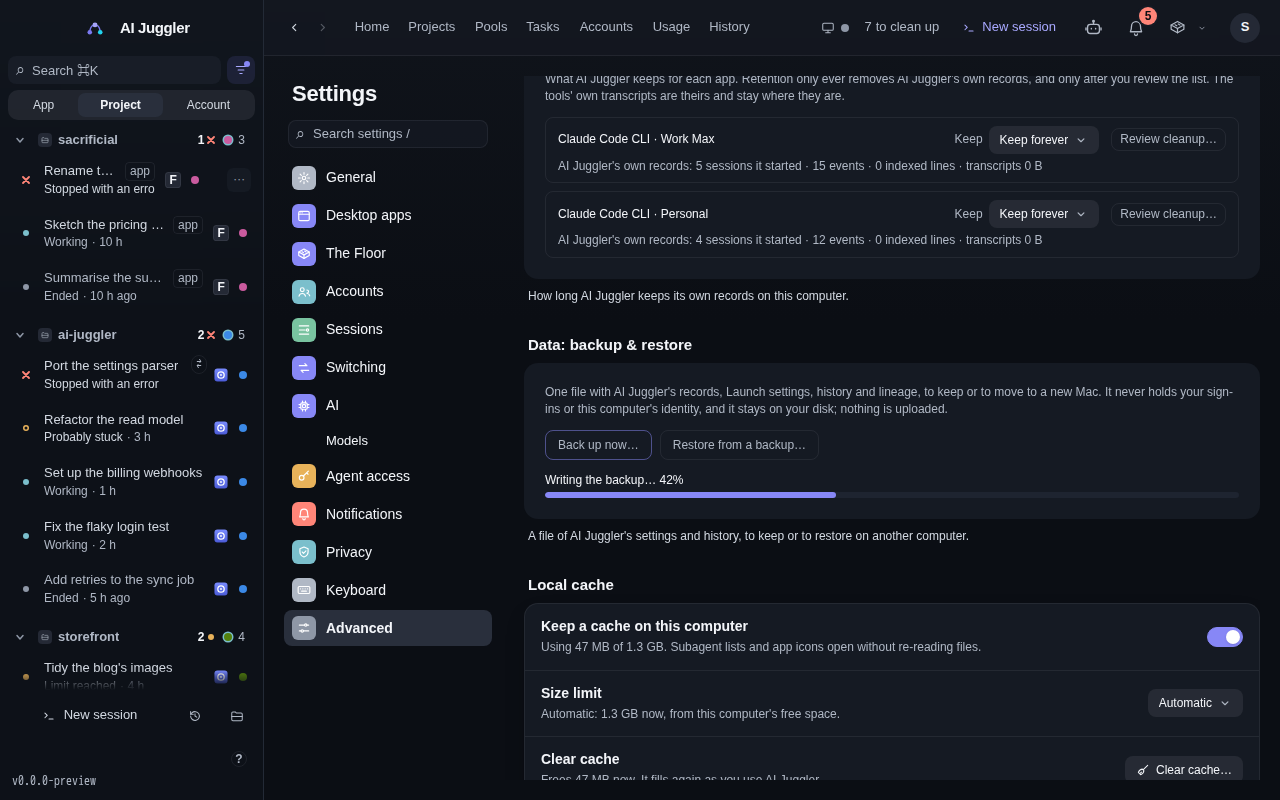 AI Juggler
Home
Projects
Pools
Tasks
Accounts
Usage
History
7 to clean up
New session
5
S
Search ⌘K
App
Project
Account
sacrificial
1
3
Rename t…
app
Stopped with an erro
F
Sketch the pricing …
app
Working · 10 h
F
Summarise the su…
app
Ended · 10 h ago
F
ai-juggler
2
5
Port the settings parser
Stopped with an error
Refactor the read model
Probably stuck · 3 h
Set up the billing webhooks
Working · 1 h
Fix the flaky login test
Working · 2 h
Add retries to the sync job
Ended · 5 h ago
storefront
2
4
Tidy the blog's images
Limit reached · 4 h
New session
?
v0.0.0-preview
Settings
Search settings /
General
Desktop apps
The Floor
Accounts
Sessions
Switching
AI
Models
Agent access
Notifications
Privacy
Keyboard
Advanced
What AI Juggler keeps for each app. Retention only ever removes AI Juggler's own records, and only after you review the list. The
tools' own transcripts are theirs and stay where they are.
Claude Code CLI · Work Max
Keep
Keep forever
Review cleanup…
AI Juggler's own records: 5 sessions it started · 15 events · 0 indexed lines · transcripts 0 B
Claude Code CLI · Personal
Keep
Keep forever
Review cleanup…
AI Juggler's own records: 4 sessions it started · 12 events · 0 indexed lines · transcripts 0 B
How long AI Juggler keeps its own records on this computer.
Data: backup & restore
One file with AI Juggler's records, Launch settings, history and lineage, to keep or to move to a new Mac. It never holds your sign-
ins or this computer's identity, and it stays on your disk; nothing is uploaded.
Back up now…
Restore from a backup…
Writing the backup… 42%
A file of AI Juggler's settings and history, to keep or to restore on another computer.
Local cache
Keep a cache on this computer
Using 47 MB of 1.3 GB. Subagent lists and app icons open without re-reading files.
Size limit
Automatic: 1.3 GB now, from this computer's free space.
Automatic
Clear cache
Frees 47 MB now. It fills again as you use AI Juggler.
Clear cache…